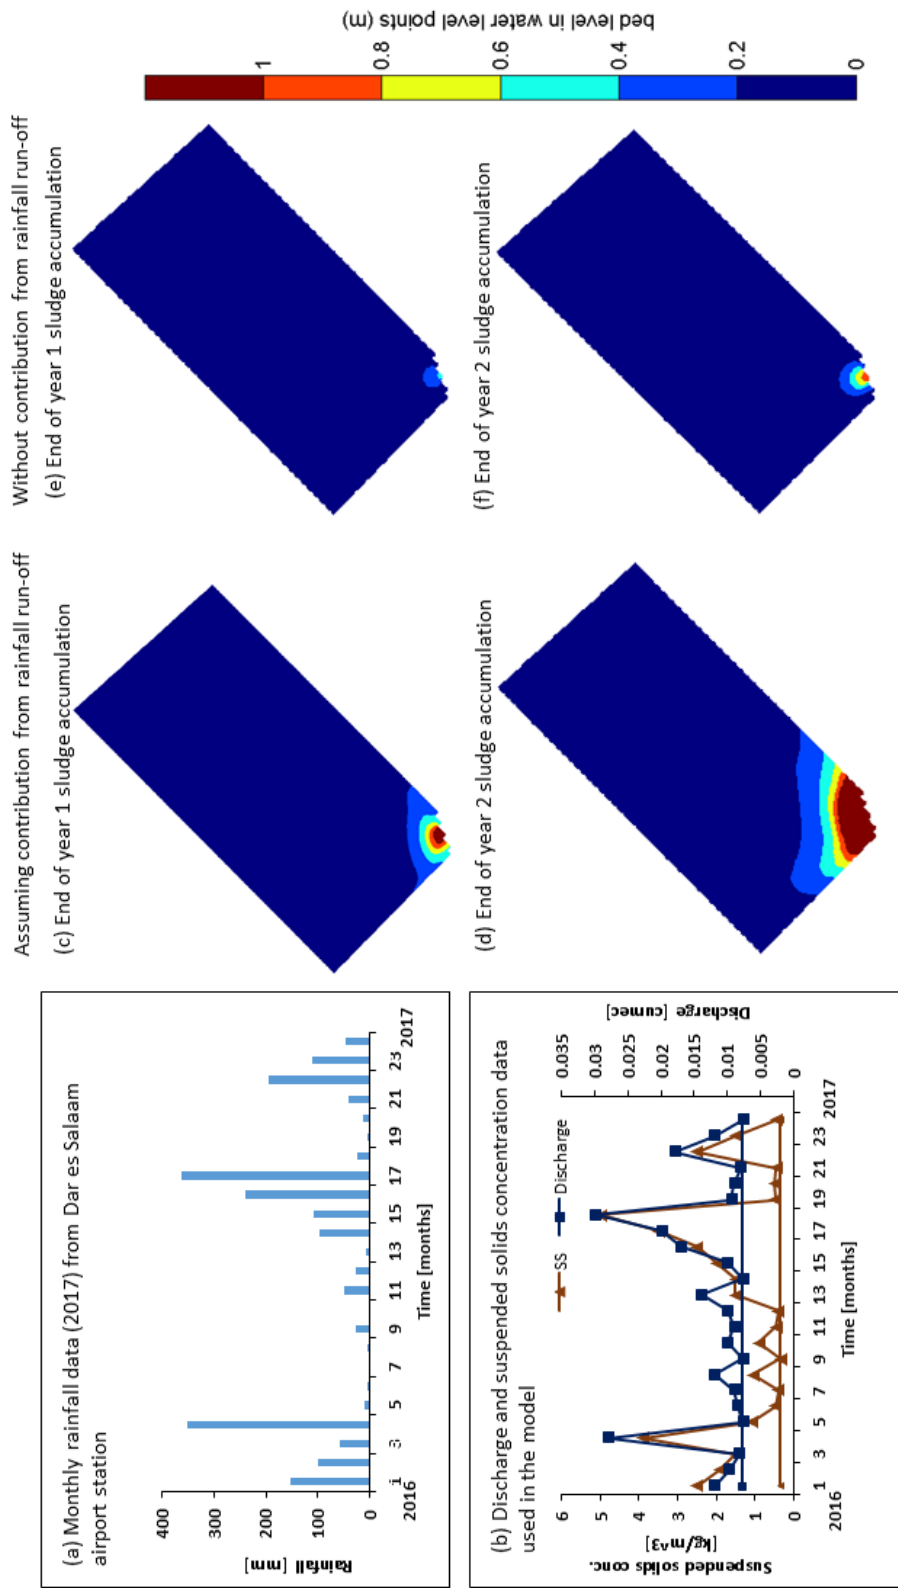 (a) Monthly rainfall data (2017) from Dar es Salaam
airport station
Rainfall [mm]
400
300
200
100
0
1
3
5
7
9
11
13
15
17
19
21
23
2016
Time [months]
2017
(b) Discharge and suspended solids concentration data
used in the model
SS
Discharge
Suspended solids conc.
[kg/m^3]
6
5
4
3
2
1
0
Discharge [cumec]
0.035
0.03
0.025
0.02
0.015
0.01
0.005
0
1
3
5
7
9
11
13
15
17
19
21
23
2016
Time [months]
2017
Assuming contribution from rainfall run-off
(c) End of year 1 sludge accumulation
(d) End of year 2 sludge accumulation
Without contribution from rainfall run-off
(e) End of year 1 sludge accumulation
(f) End of year 2 sludge accumulation
1
0.8
0.6
0.4
0.2
0
bed level in water level points (m)